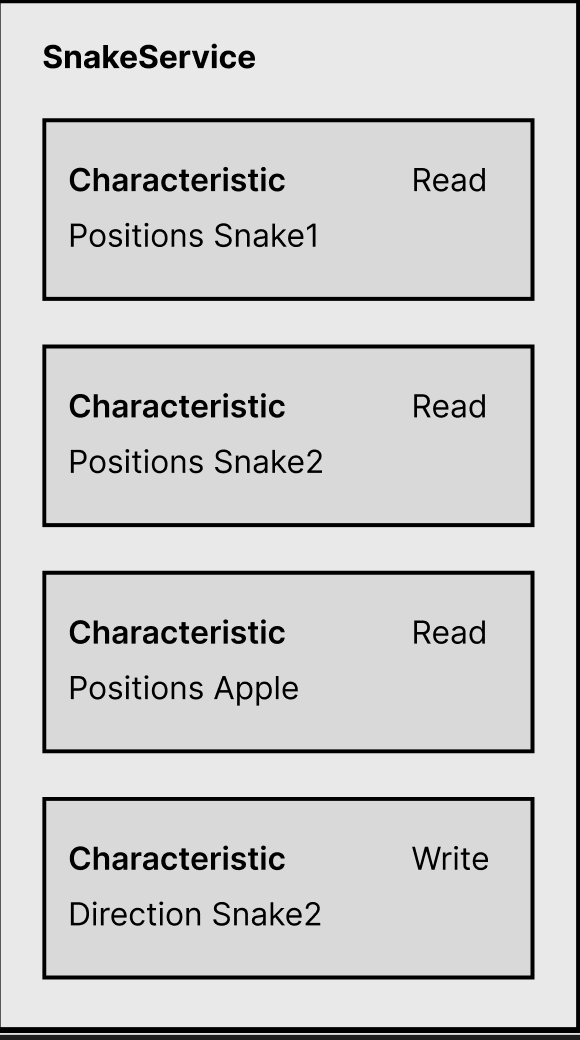 SnakeService
Characteristic Read
Positions Snake1
Characteristic Read
Positions Snake2
Characteristic Read
Positions Apple
Characteristic Write
Direction Snake2